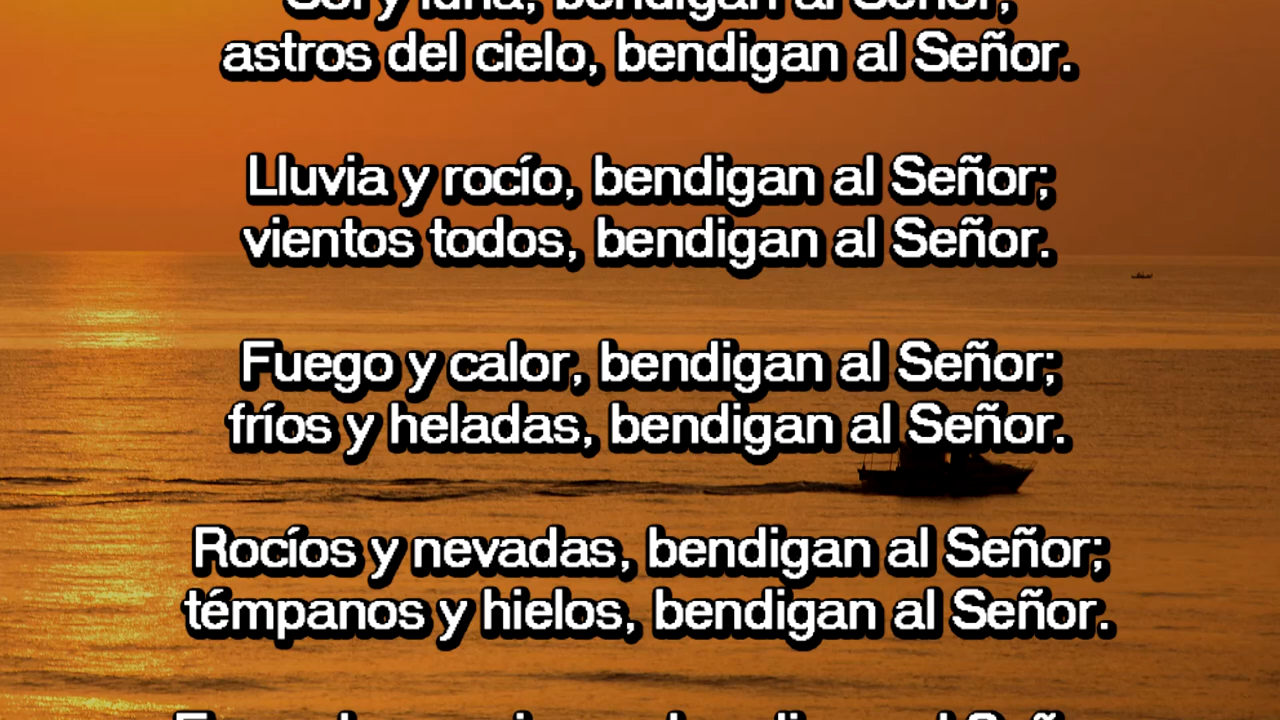 Sol y luna, bendigan al Señor;
astros del cielo, bendigan al Señor.
Lluvia y rocío, bendigan al Señor;
vientos todos, bendigan al Señor.
Fuego y calor, bendigan al Señor;
fríos y heladas, bendigan al Señor.
Rocíos y nevadas, bendigan al Señor;
témpanos y hielos, bendigan al Señor.